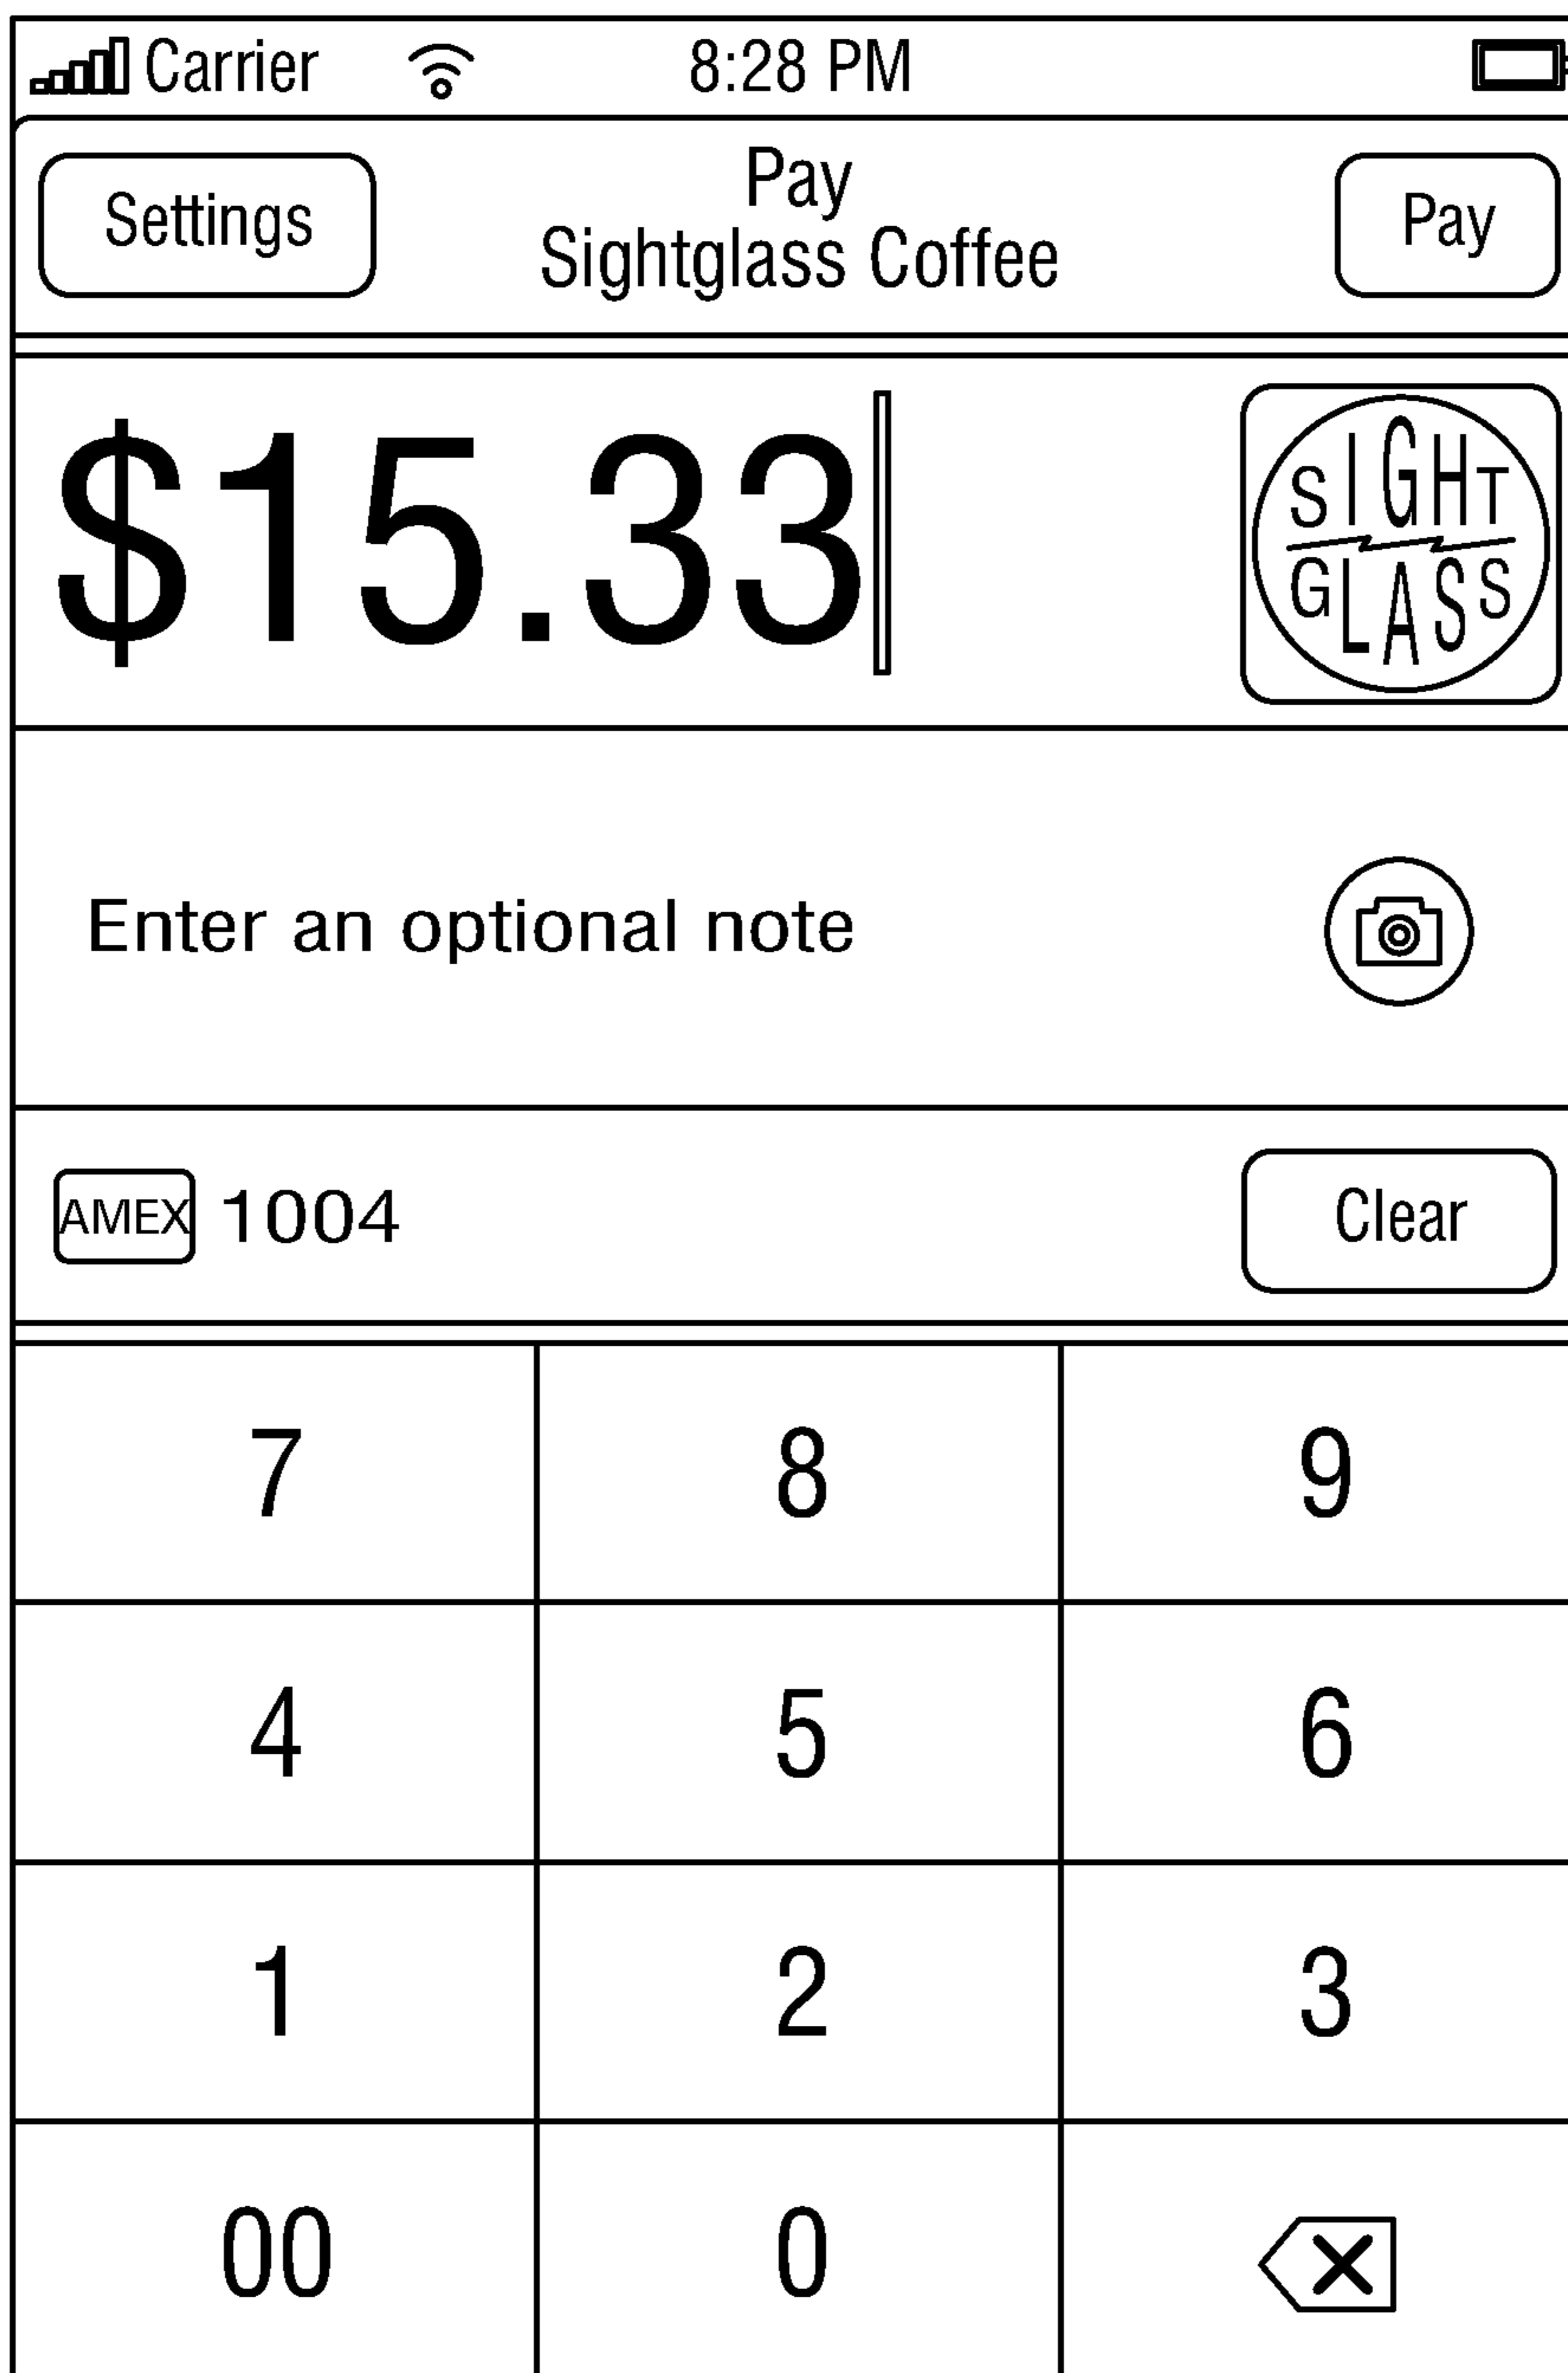 Carrier 8:28 PM
Settings
Pay
Sightglass Coffee
Pay
$15.33
SIGHT
GLASS
Enter an optional note
AMEX 1004
Clear
7 8 9
4 5 6
1 2 3
00 0